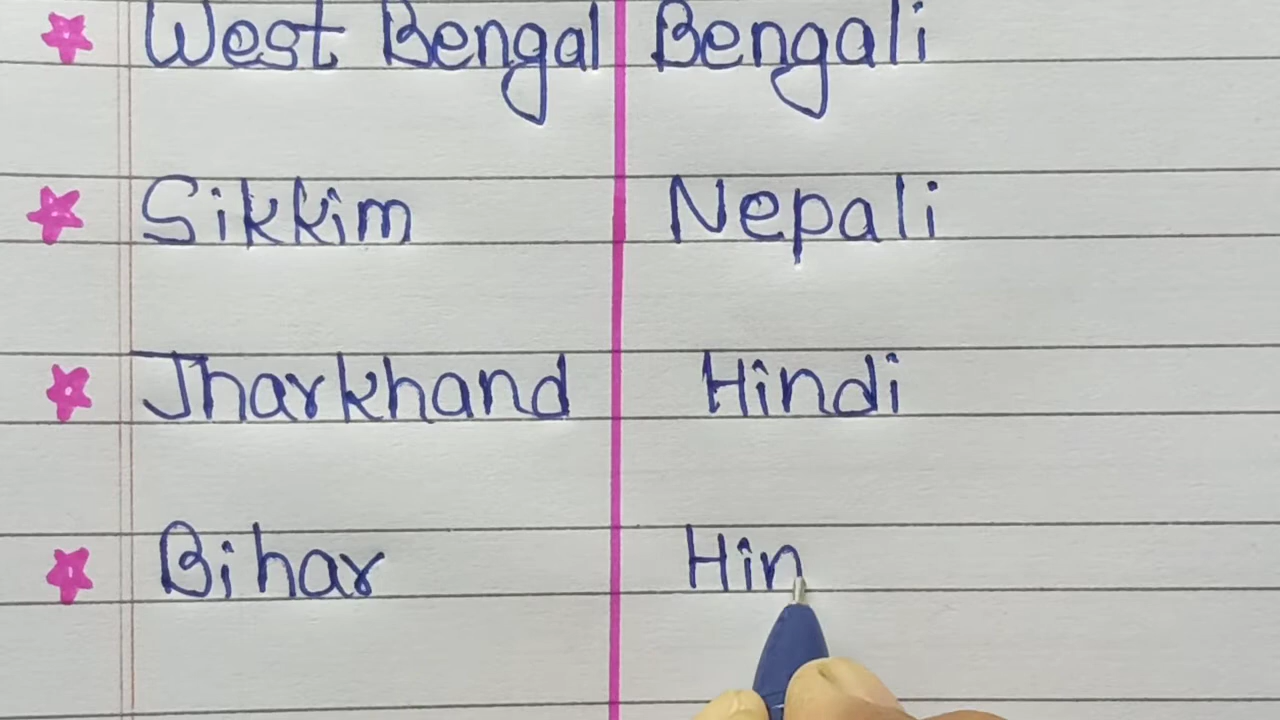 West Bengal Bengali
Sikkim Nepali
Jharkhand Hindi
Bihar Hin